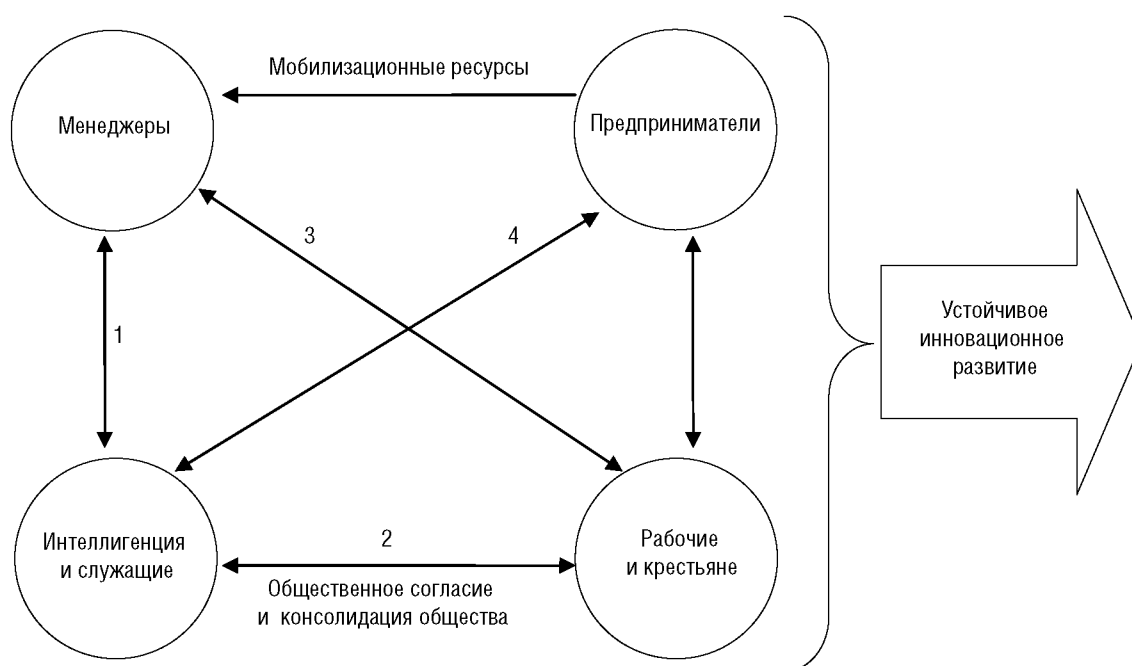 Мобилизационные ресурсы
Менеджеры
Предприниматели
3
4
1
Устойчивое
инновационное
развитие
Интеллигенция
и служащие
2
Рабочие
и крестьяне
Общественное согласие
и консолидация общества